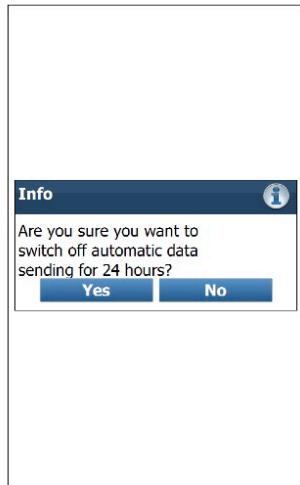 Info
Are you sure you want to
switch off automatic data
sending for 24 hours?
Yes No